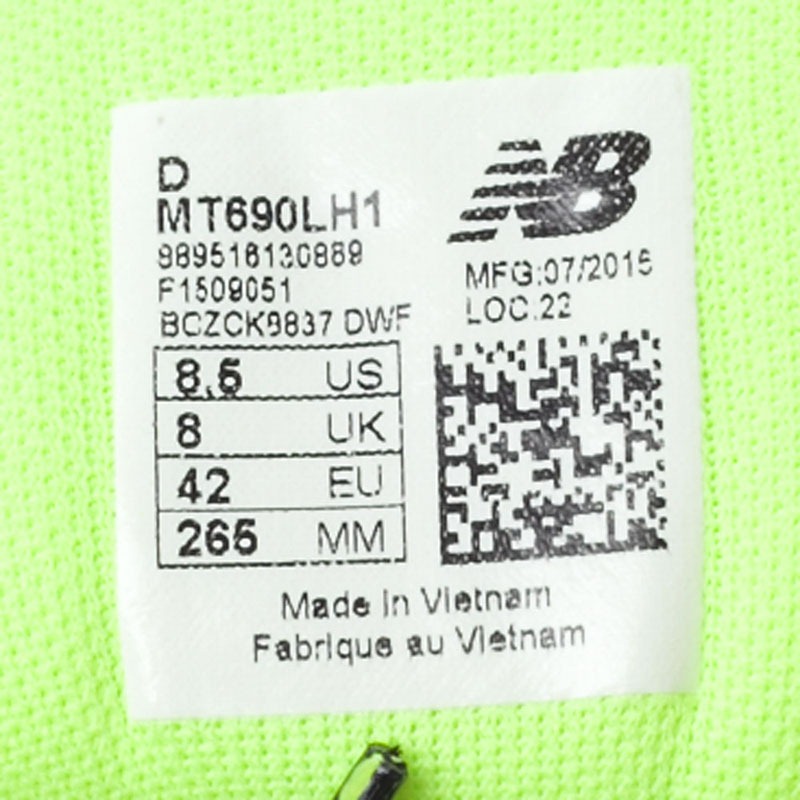 D
MT690LH1
889516130889
F1509051
BCZCK9837 DWF
NB
MFG:07/2015
LOC.22
8.5 US
8 UK
42 EU
265 MM
Made in Vietnam
Fabrique au Vietnam